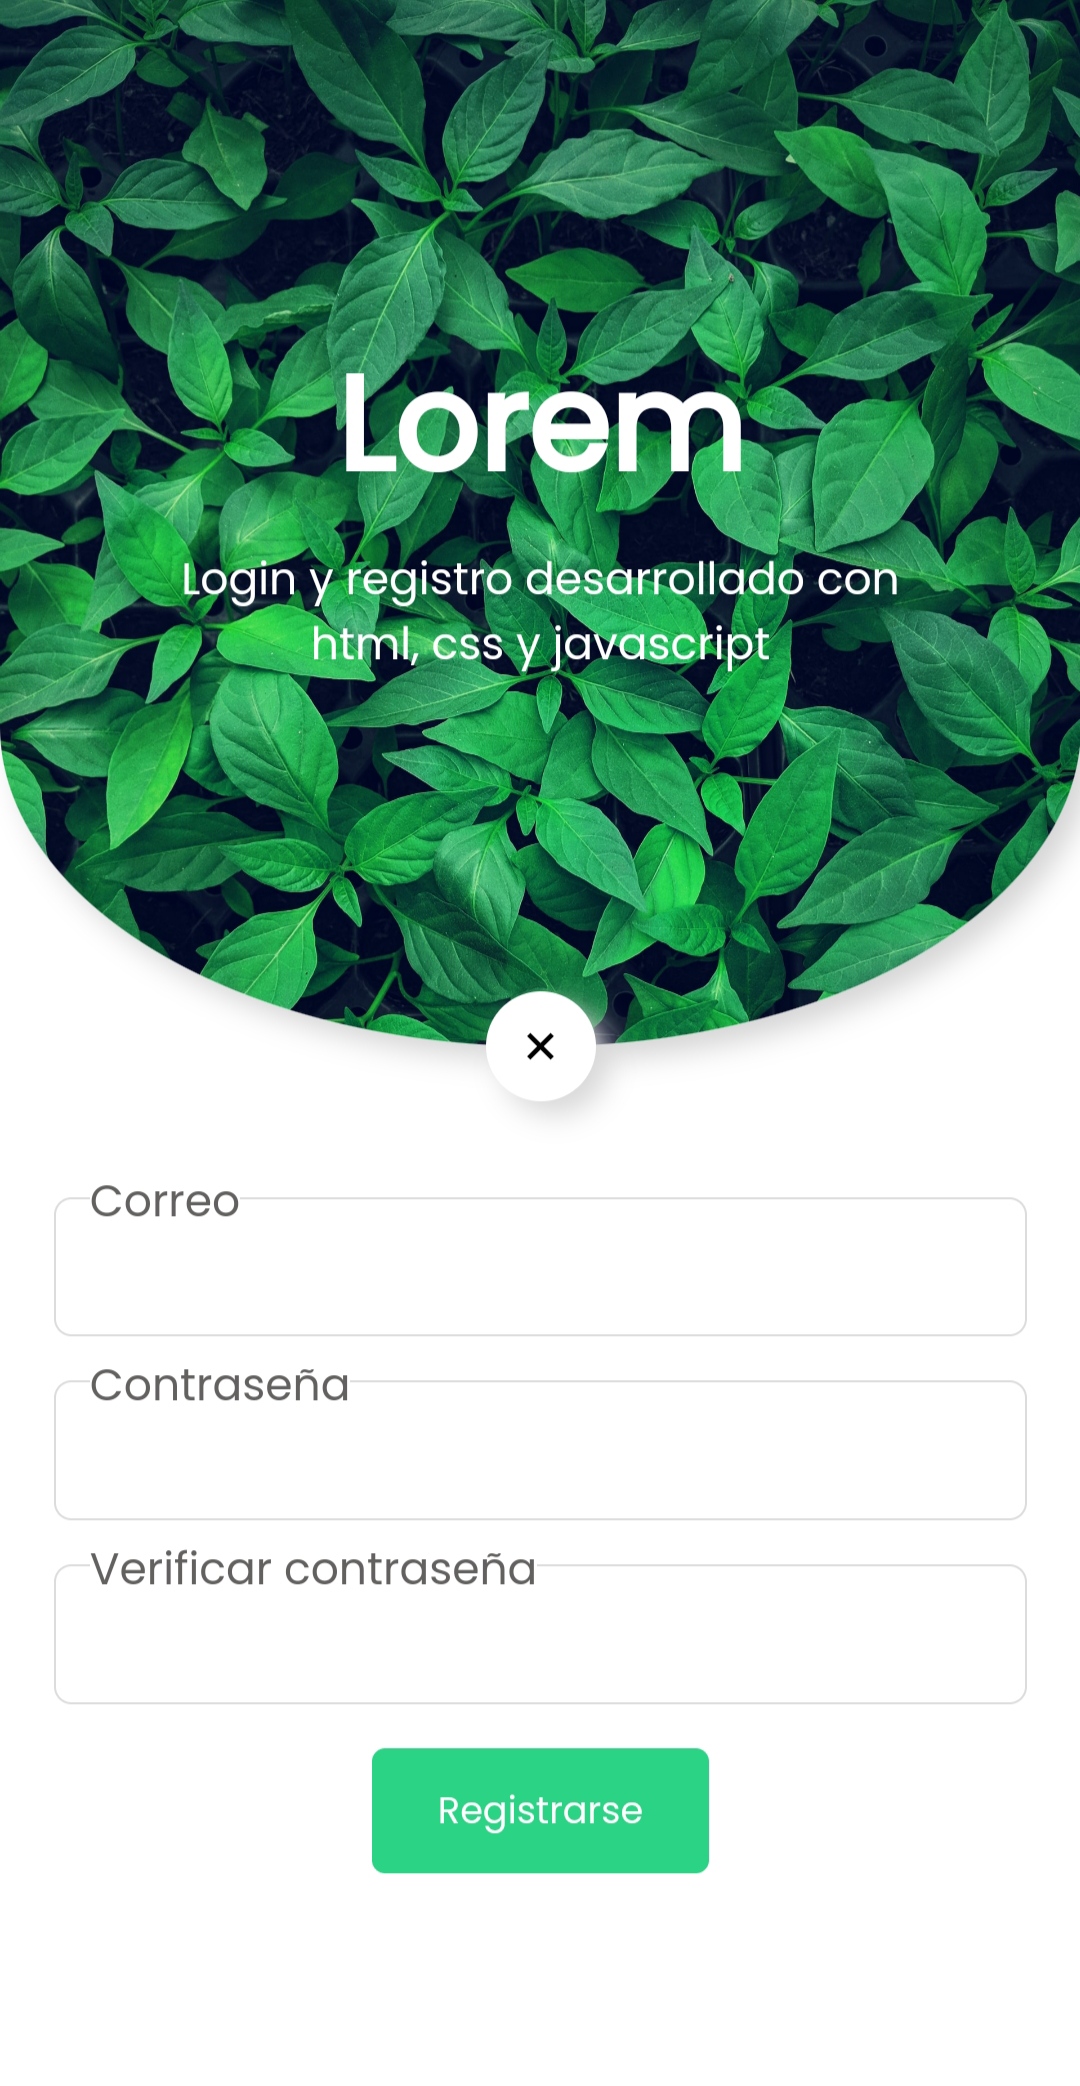 Lorem
Login y registro desarrollado con
html, css y javascript
Correo
Contraseña
Verificar contraseña
Registrarse